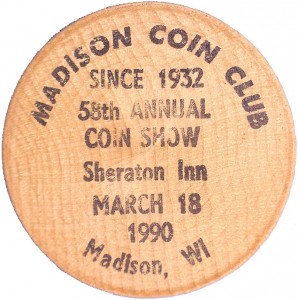 MADISON COIN CLUB
SINCE 1932
58th ANNUAL
COIN SHOW
Sheraton Inn
MARCH 18
1990
Madison, WI